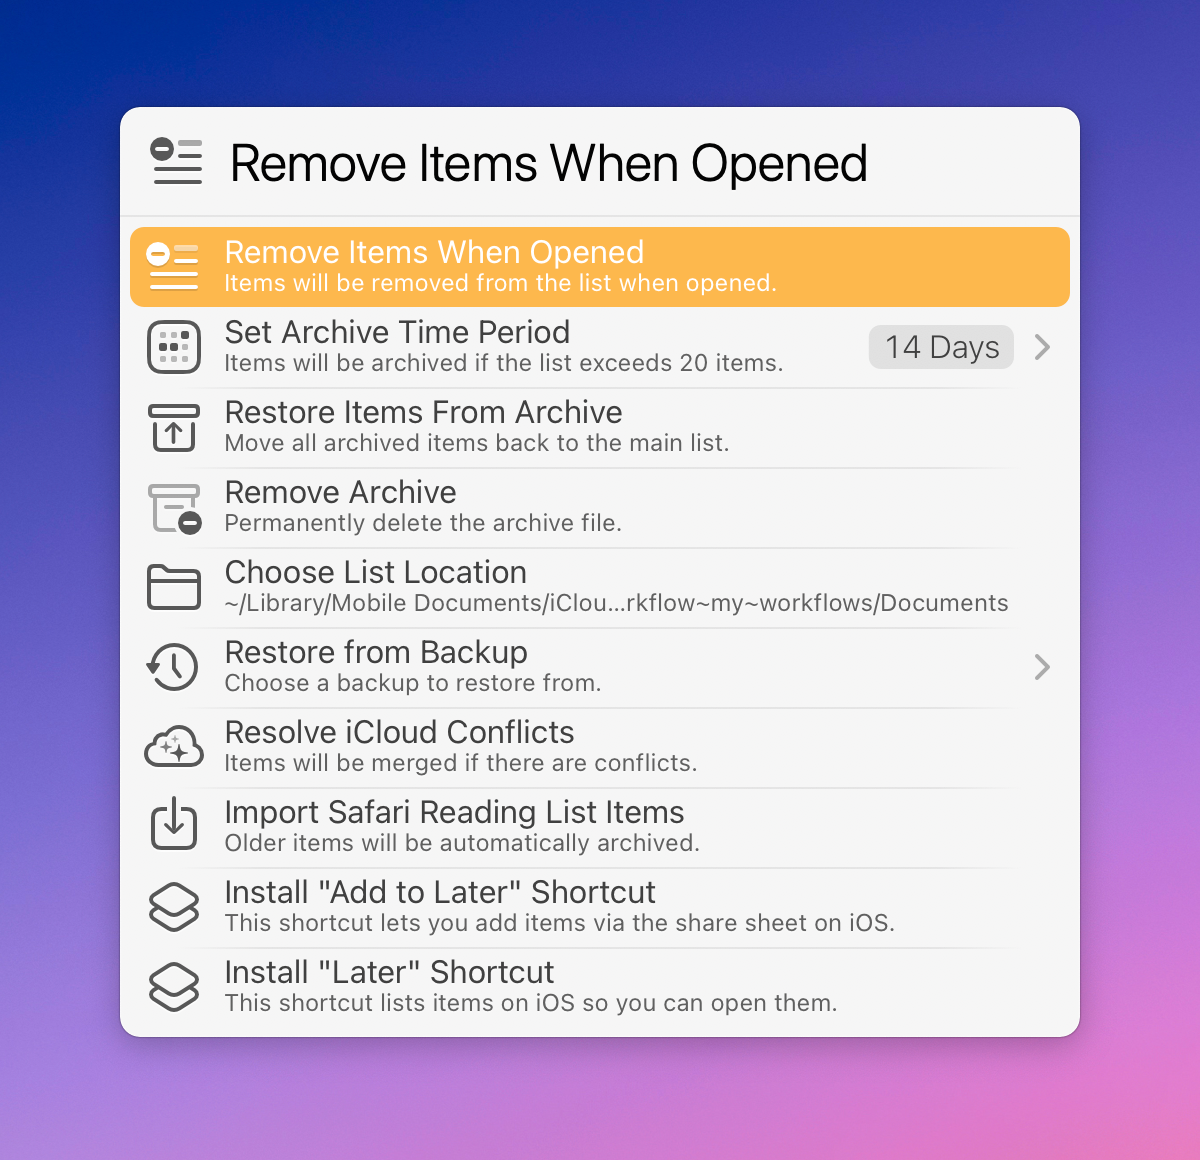 Remove Items When Opened
Remove Items When Opened
Items will be removed from the list when opened.
Set Archive Time Period
Items will be archived if the list exceeds 20 items.
14 Days
Restore Items From Archive
Move all archived items back to the main list.
Remove Archive
Permanently delete the archive file.
Choose List Location
~/Library/Mobile Documents/iClou...rkflow~my~workflows/Documents
Restore from Backup
Choose a backup to restore from.
Resolve iCloud Conflicts
Items will be merged if there are conflicts.
Import Safari Reading List Items
Older items will be automatically archived.
Install "Add to Later" Shortcut
This shortcut lets you add items via the share sheet on iOS.
Install "Later" Shortcut
This shortcut lists items on iOS so you can open them.